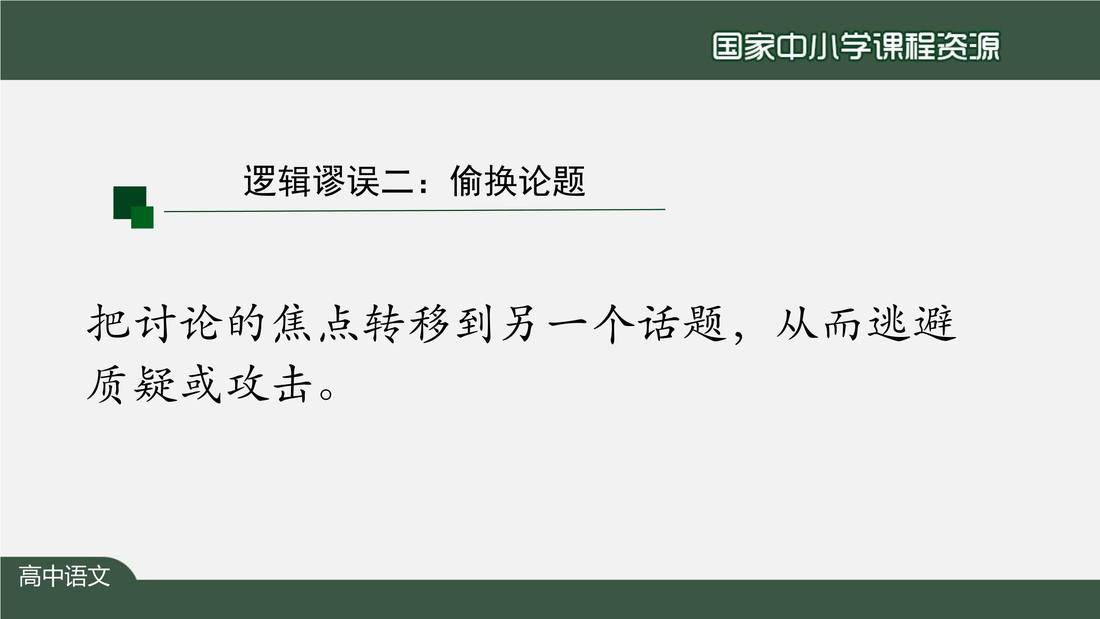 国家中小学课程资源
逻辑谬误二：偷换论题
把讨论的焦点转移到另一个话题，从而逃避
质疑或攻击。
高中语文